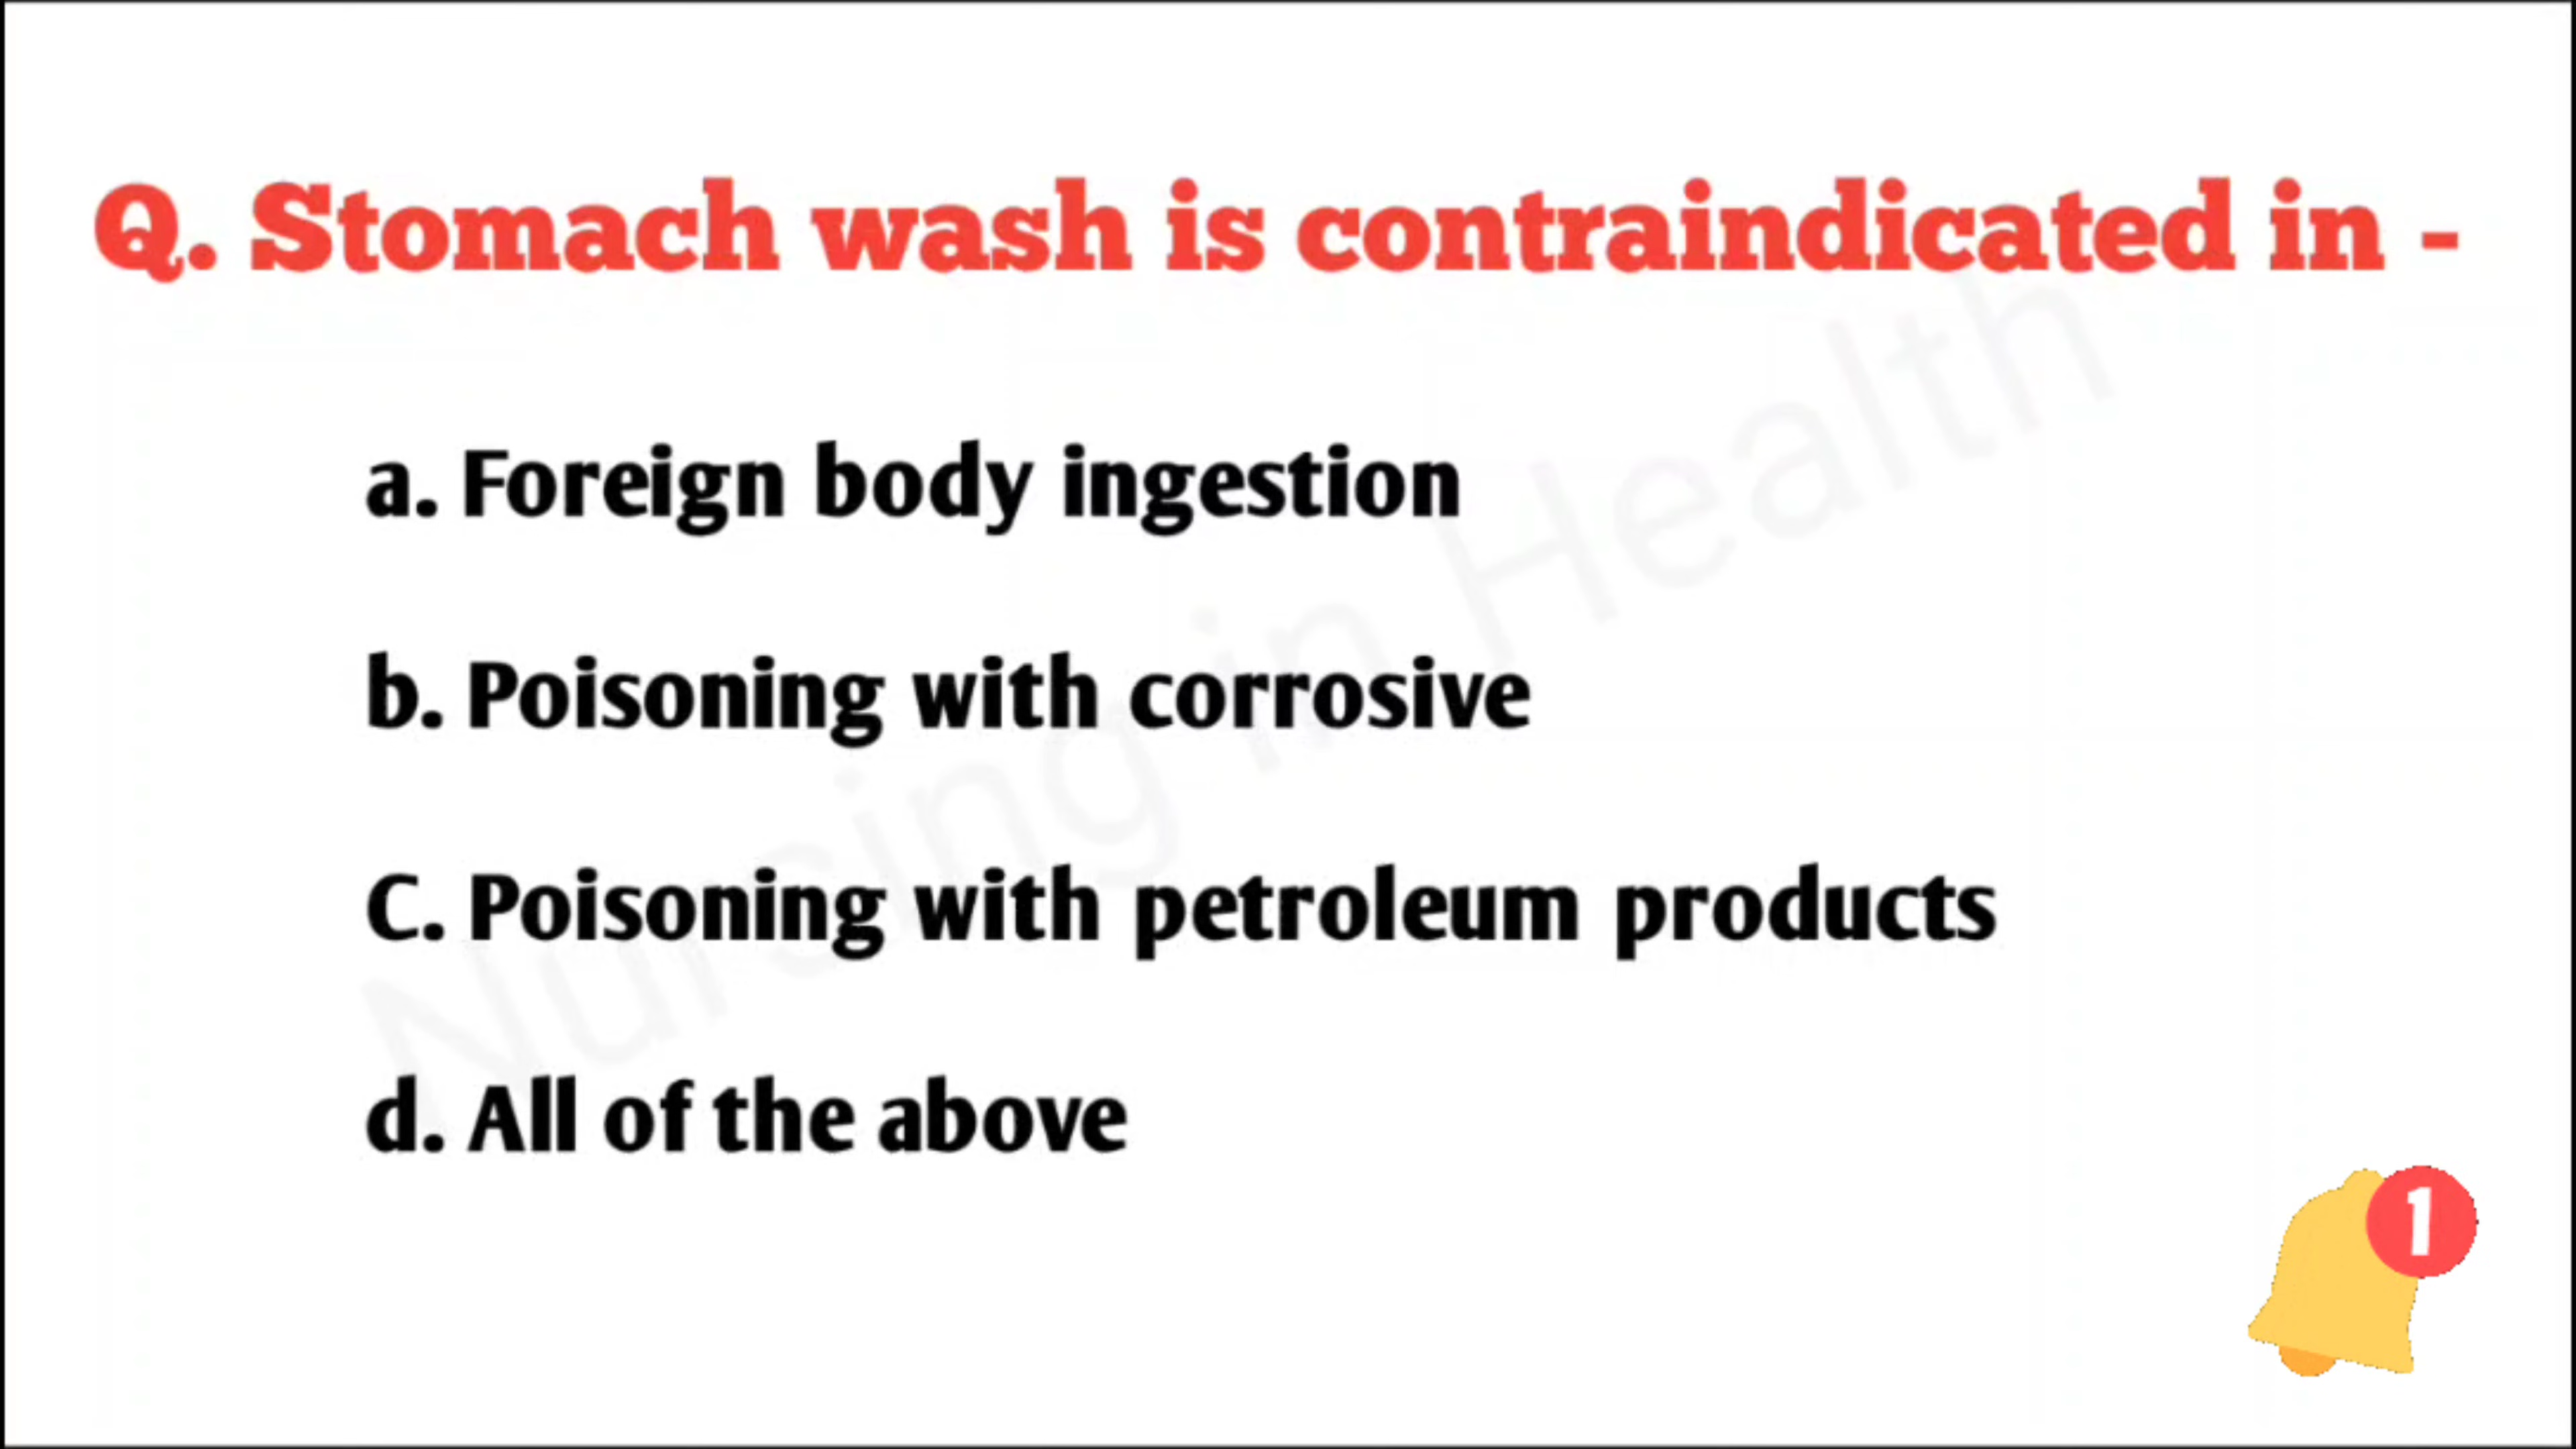 Q. Stomach wash is contraindicated in -
a. Foreign body ingestion
b. Poisoning with corrosive
C. Poisoning with petroleum products
d. All of the above
Nursing in Health
1